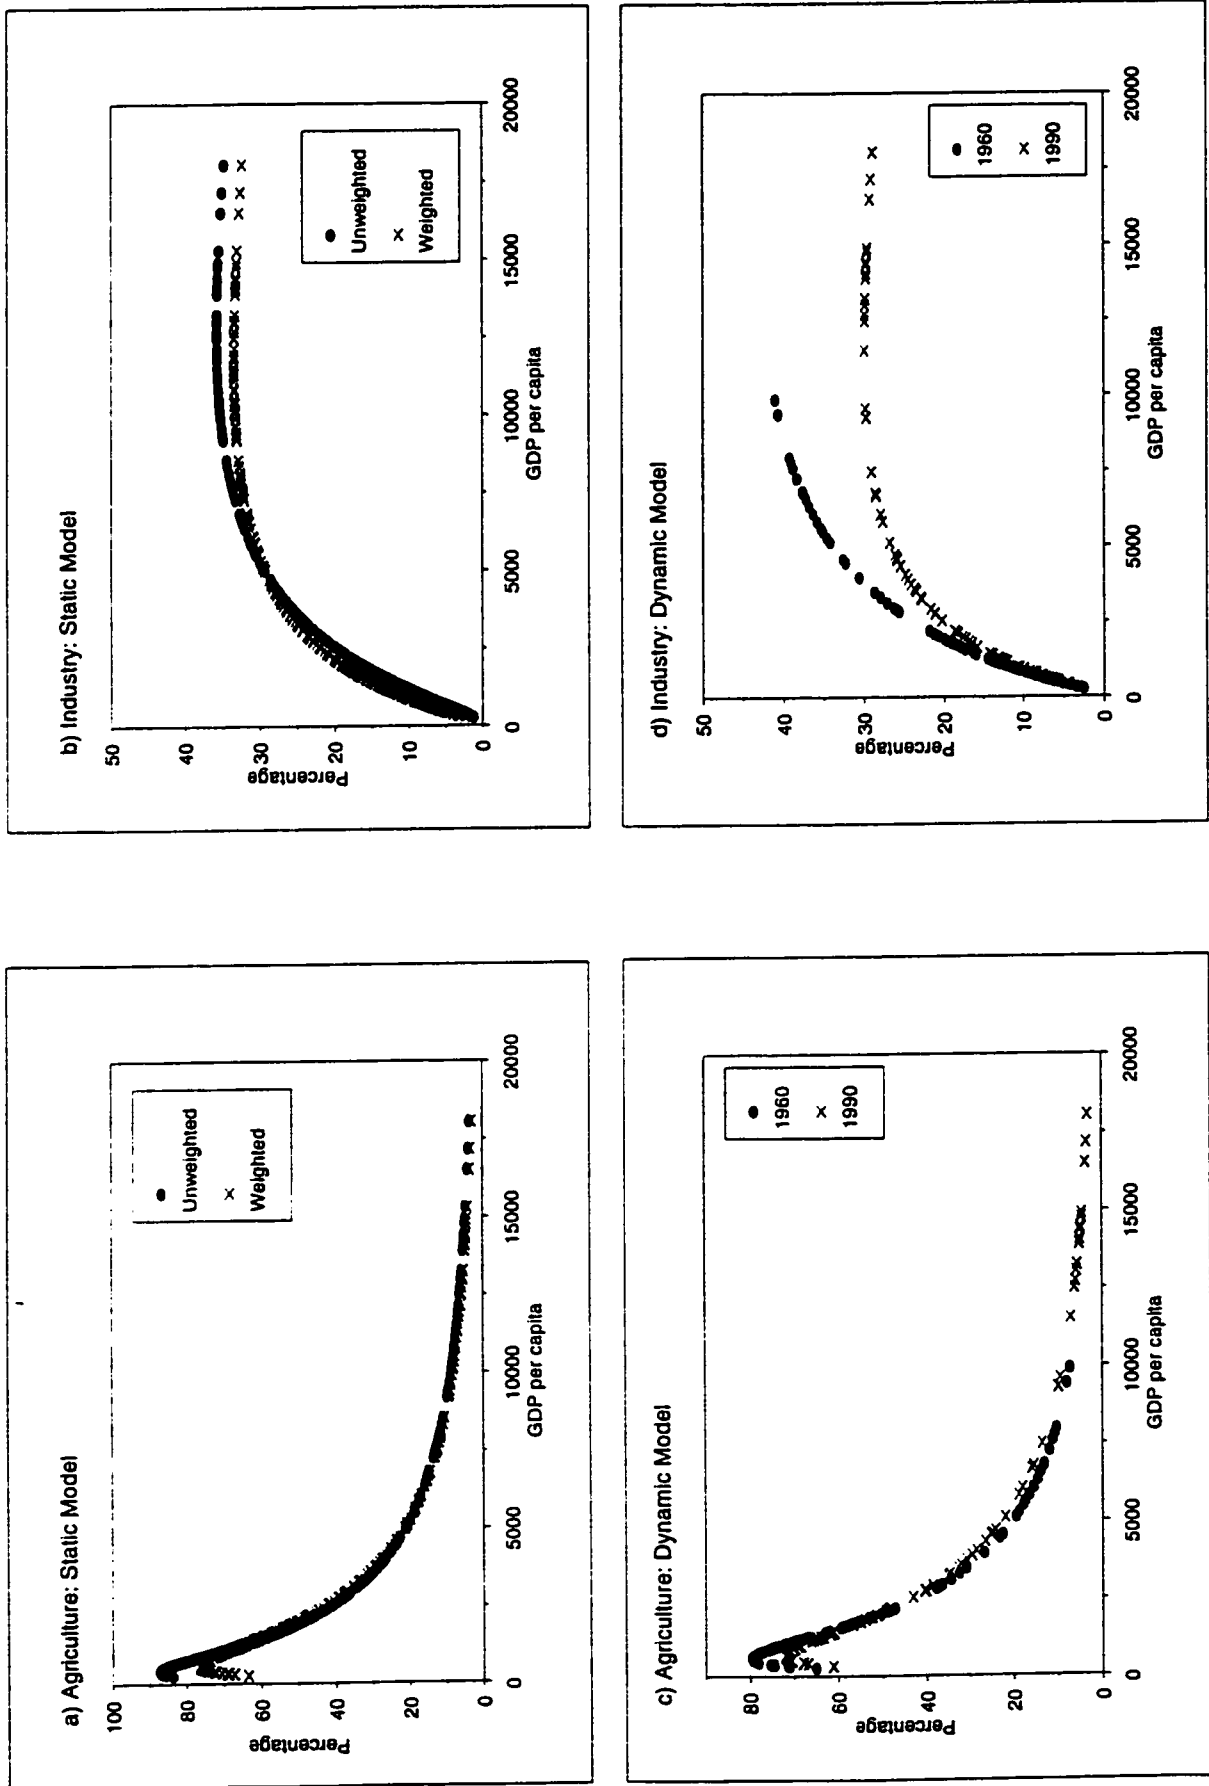 a) Agriculture: Static Model
Percentage
100
80
60
40
20
0
Unweighted
Weighted
0
5000
10000
15000
20000
GDP per capita
b) Industry: Static Model
Percentage
50
40
30
20
10
0
Unweighted
Weighted
0
5000
10000
15000
20000
GDP per capita
c) Agriculture: Dynamic Model
Percentage
80
60
40
20
0
1960
1990
0
5000
10000
15000
20000
GDP per capita
d) Industry: Dynamic Model
Percentage
50
40
30
20
10
0
1960
1990
0
5000
10000
15000
20000
GDP per capita